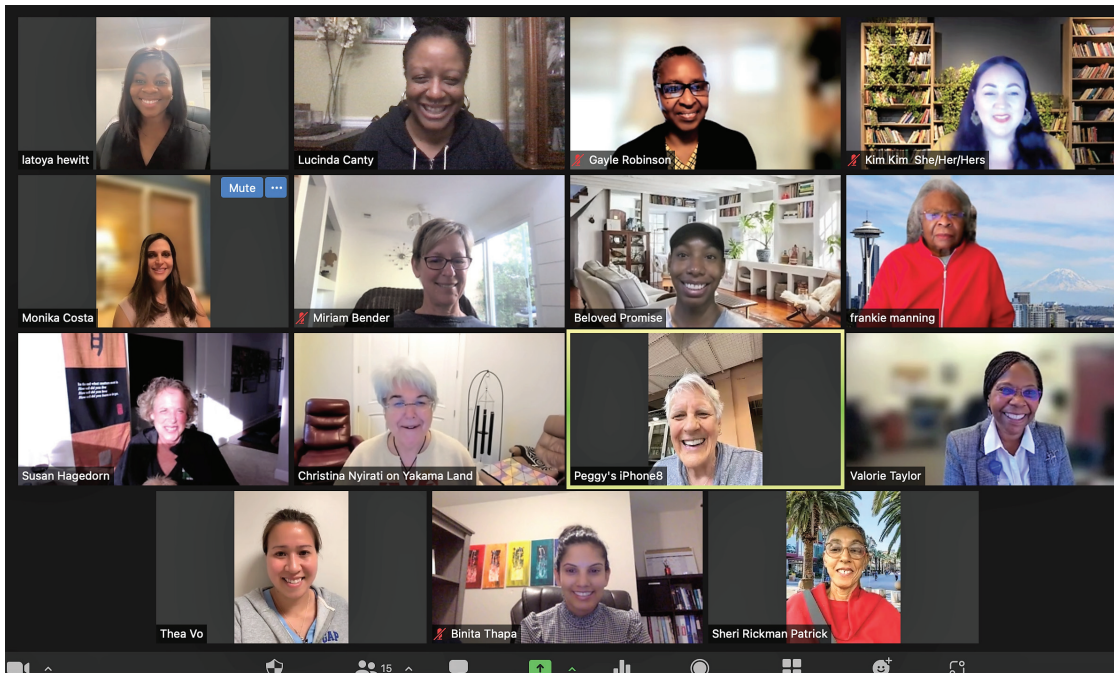 latoya hewitt
Lucinda Canty
Gayle Robinson
Kim Kim She/Her/Hers
Mute
Monika Costa
Miriam Bender
Beloved Promise
frankie manning
Susan Hagedorn
Christina Nyirati on Yakama Land
Peggy's iPhone8
Valorie Taylor
GAP
Thea Vo
Binita Thapa
Sheri Rickman Patrick
15